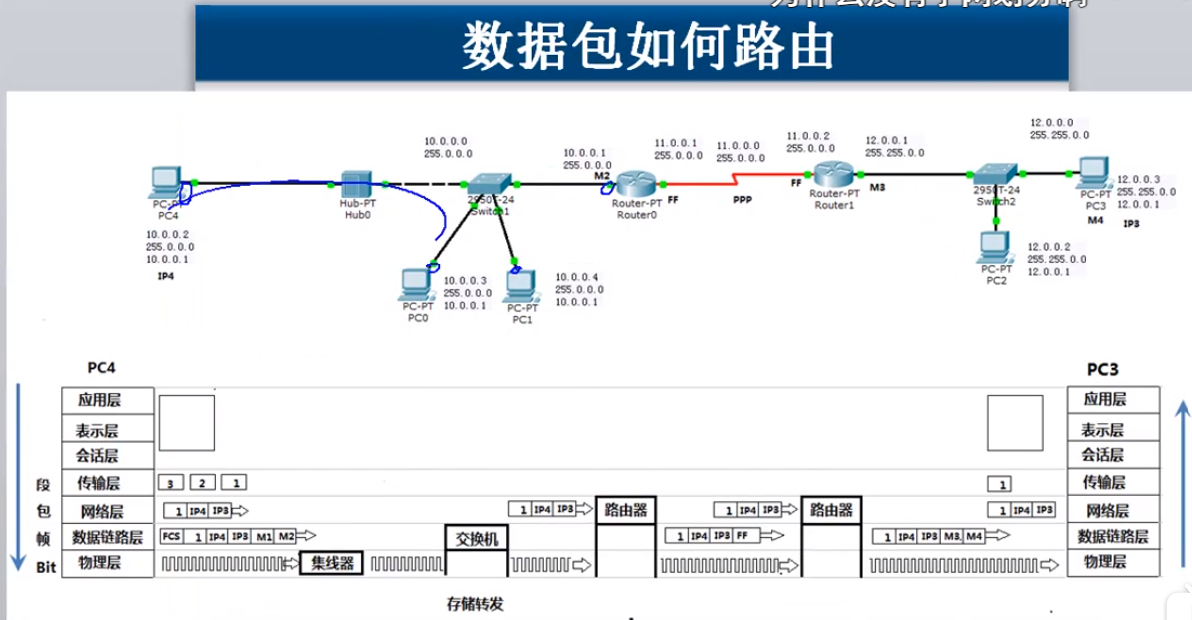 数据包如何路由
10.0.0.0
255.0.0.0
10.0.0.1
255.0.0.0
M2
11.0.0.1
255.0.0.0
11.0.0.0
255.0.0.0
11.0.0.2
255.0.0.0
12.0.0.1
255.255.0.0
12.0.0.0
255.255.0.0
PC-PT
PC4
10.0.0.2
255.0.0.0
10.0.0.1
IP4
Hub-PT
Hub0
2950T-24
Switch1
Router-PT
Router0
FF
PPP
FF
Router-PT
Router1
M3
2950T-24
Switch2
PC-PT
PC3
M4
12.0.0.3
255.255.0.0
12.0.0.1
IP3
PC-PT
PC0
10.0.0.3
255.0.0.0
10.0.0.1
PC-PT
PC1
10.0.0.4
255.0.0.0
10.0.0.1
PC-PT
PC2
12.0.0.2
255.255.0.0
12.0.0.1
PC4
PC3
应用层
应用层
表示层
表示层
会话层
会话层
段 传输层 3 2 1 1 传输层
包 网络层 1 IP4 IP3 1 IP4 IP3 路由器 1 IP4 IP3 路由器 1 IP4 IP3 网络层
帧 数据链路层 FCS 1 IP4 IP3 M1 M2 交换机 1 IP4 IP3 FF 1 IP4 IP3 M3 M4 数据链路层
Bit 物理层 集线器 物理层
存储转发